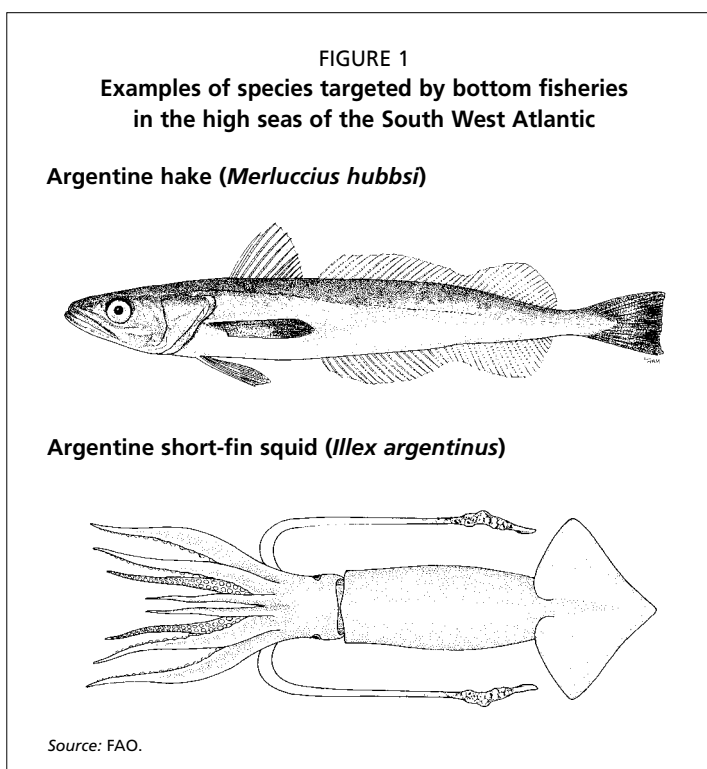 FIGURE 1
Examples of species targeted by bottom fisheries
in the high seas of the South West Atlantic
Argentine hake (Merluccius hubbsi)
Argentine short-fin squid (Illex argentinus)
Source: FAO.